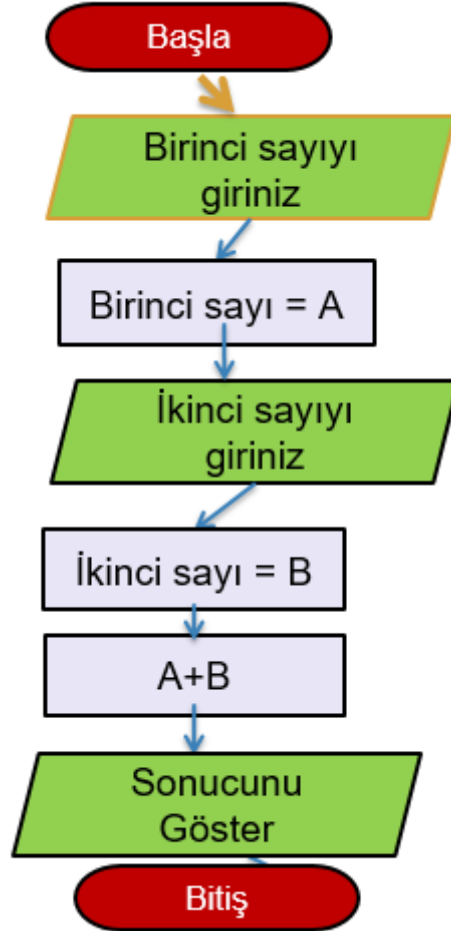 Başla
Birinci sayıyı
giriniz
Birinci sayı = A
İkinci sayıyı
giriniz
İkinci sayı = B
A+B
Sonucunu
Göster
Bitiş